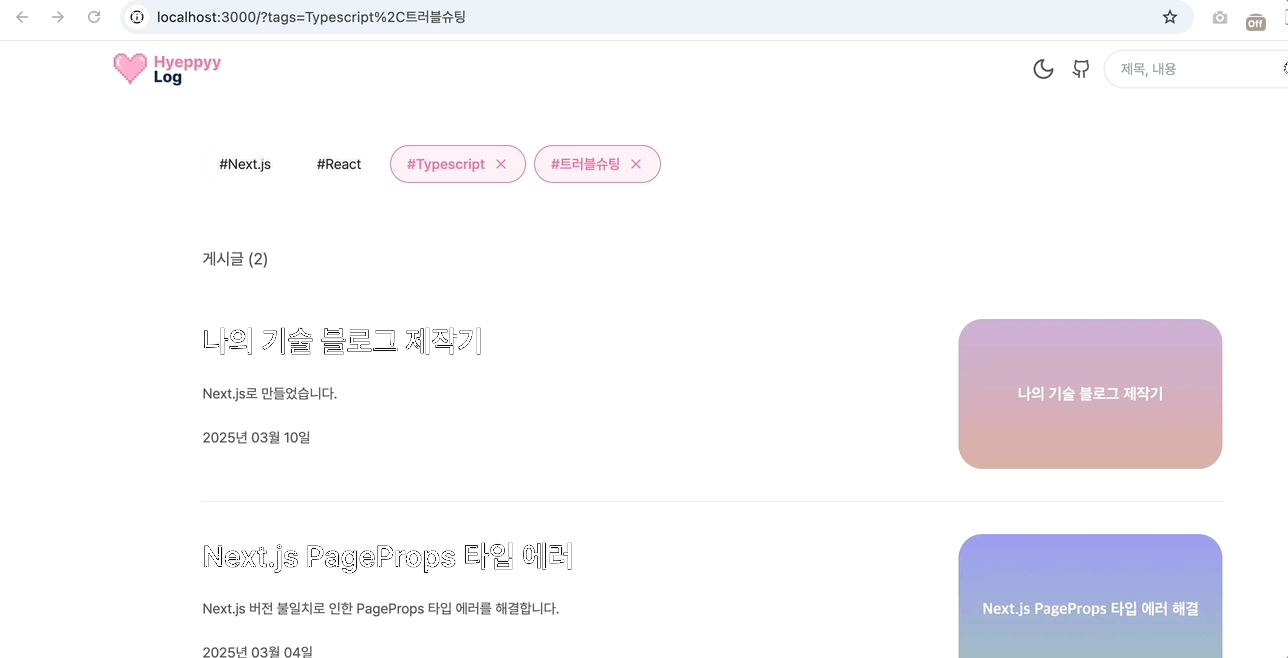 localhost:3000/?tags=Typescript%2C트러블슈팅
Off
Hyeppyy
Log
제목, 내용
#Next.js #React #Typescript #트러블슈팅
게시글 (2)
나의 기술 블로그 제작기
나의 기술 블로그 제작기
Next.js로 만들었습니다.
2025년 03월 10일
Next.js PageProps 타입 에러
Next.js PageProps 타입 에러 해결
Next.js 버전 불일치로 인한 PageProps 타입 에러를 해결합니다.
2025년 03월 04일